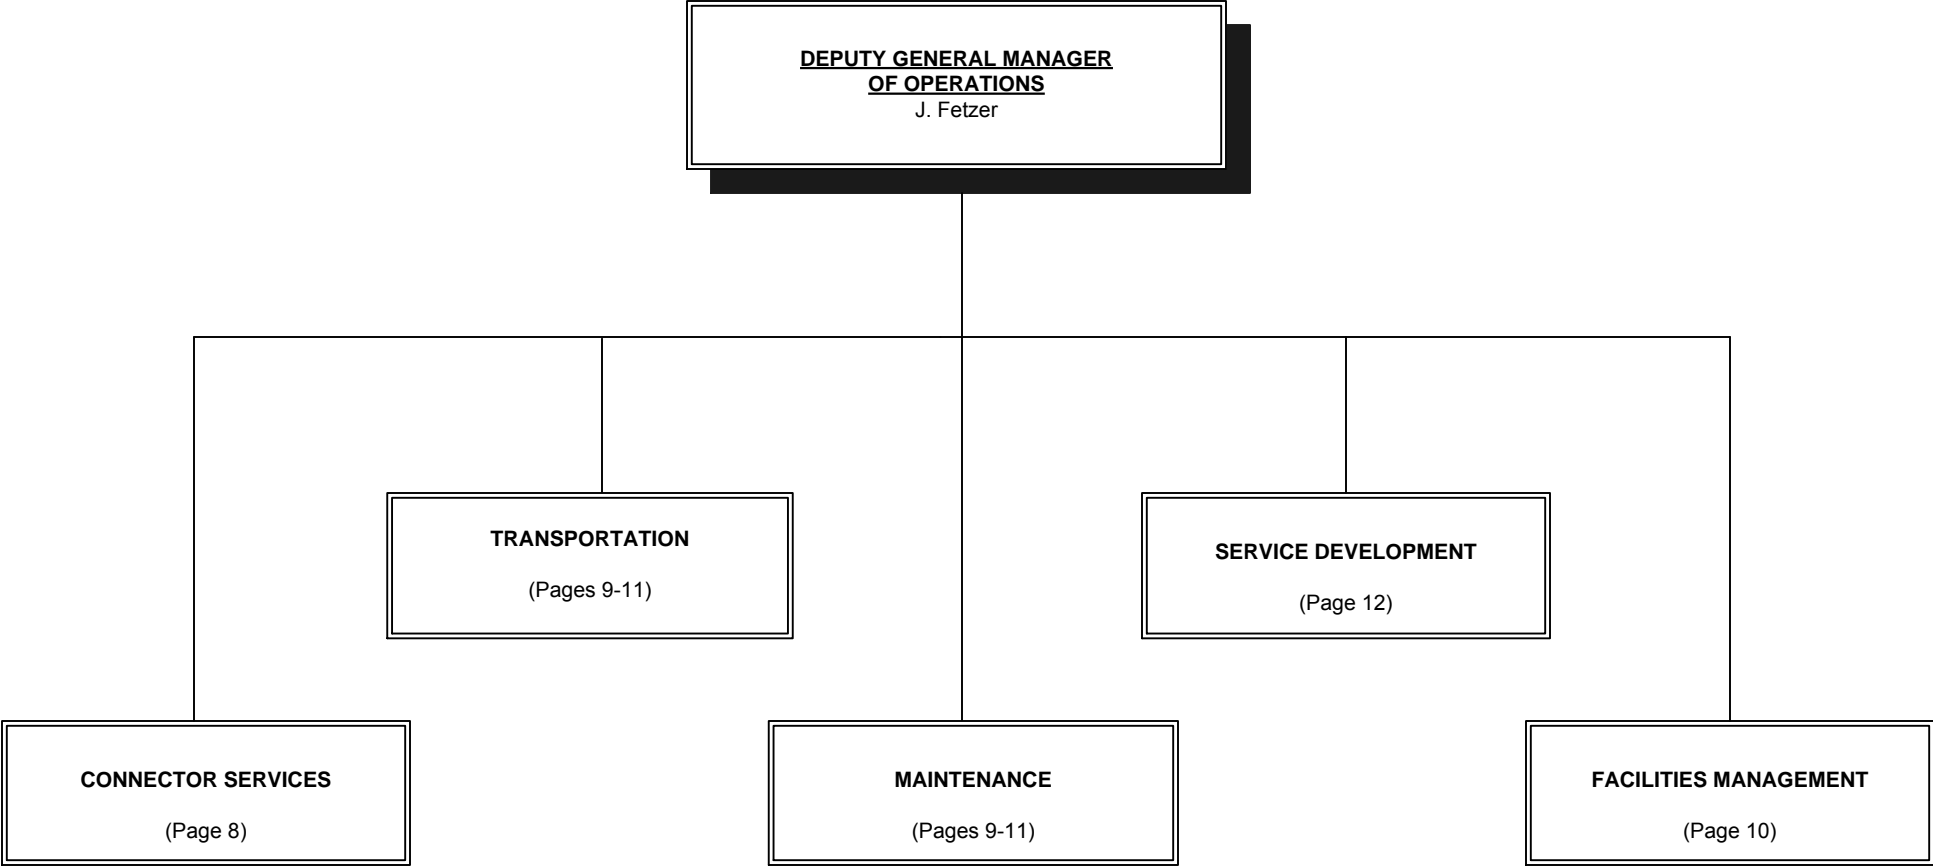 DEPUTY GENERAL MANAGER
OF OPERATIONS
J. Fetzer
TRANSPORTATION
(Pages 9-11)
SERVICE DEVELOPMENT
(Page 12)
CONNECTOR SERVICES
(Page 8)
MAINTENANCE
(Pages 9-11)
FACILITIES MANAGEMENT
(Page 10)